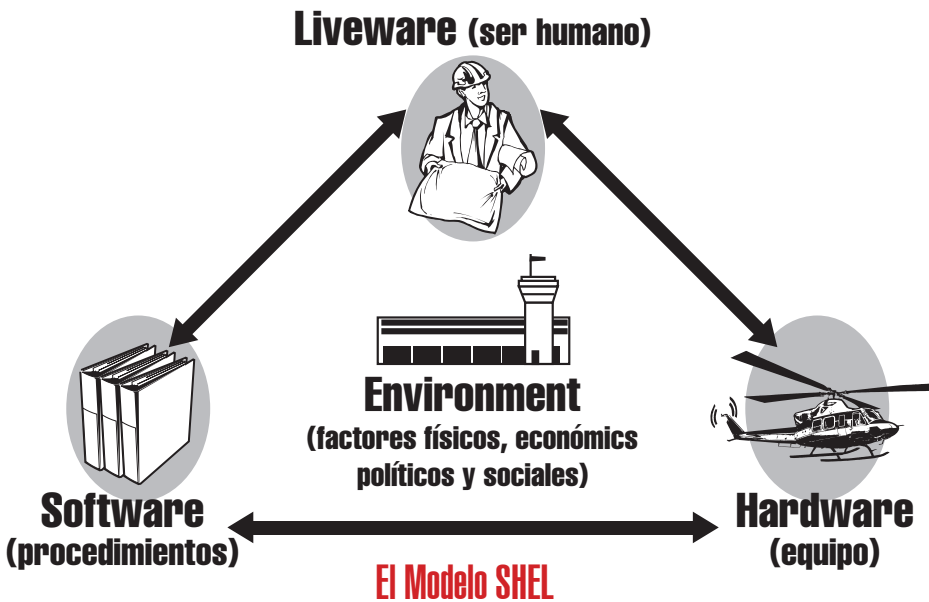 Liveware (ser humano)
Environment
(factores físicos, económics
políticos y sociales)
Software
(procedimientos)
Hardware
(equipo)
El Modelo SHEL